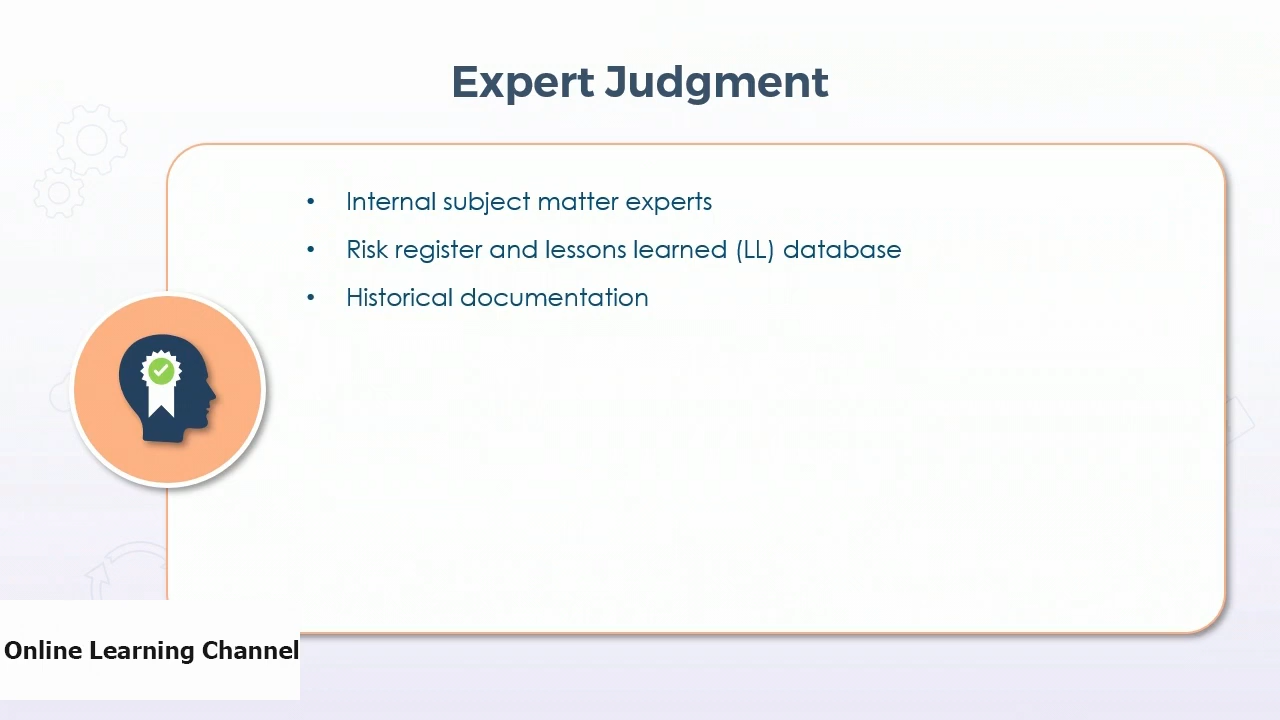 Expert Judgment
• Internal subject matter experts
• Risk register and lessons learned (LL) database
• Historical documentation
Online Learning Channel